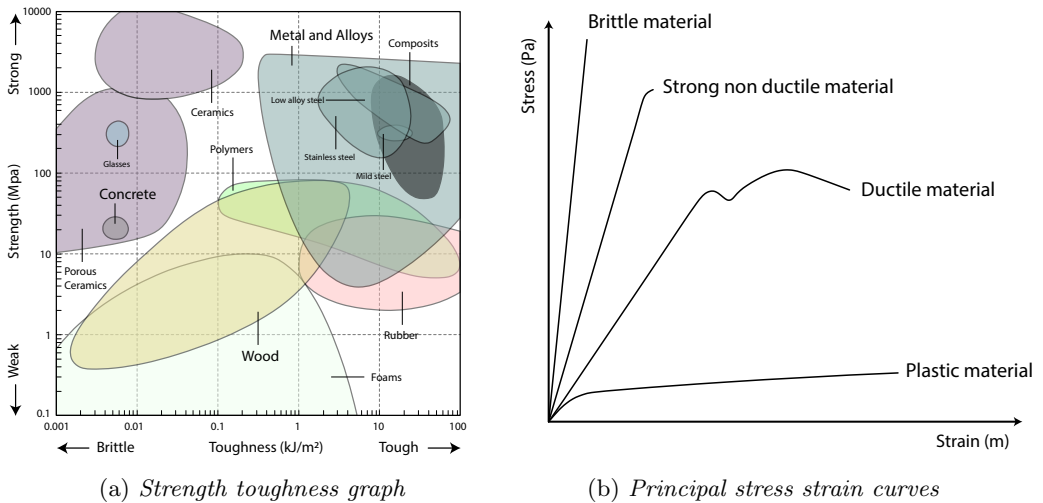 10000
1000
100
10
1
0.1
Strong
Strength (Mpa)
Weak
Metal and Alloys
Composits
Low alloy steel
Ceramics
Polymers
Stainless steel
Mild steel
Glasses
Concrete
Porous
Ceramics
Rubber
Wood
Foams
0.001
0.01
0.1
1
10
100
Brittle
Toughness (kJ/m²)
Tough
(a) Strength toughness graph
Stress (Pa)
Brittle material
Strong non ductile material
Ductile material
Plastic material
Strain (m)
(b) Principal stress strain curves